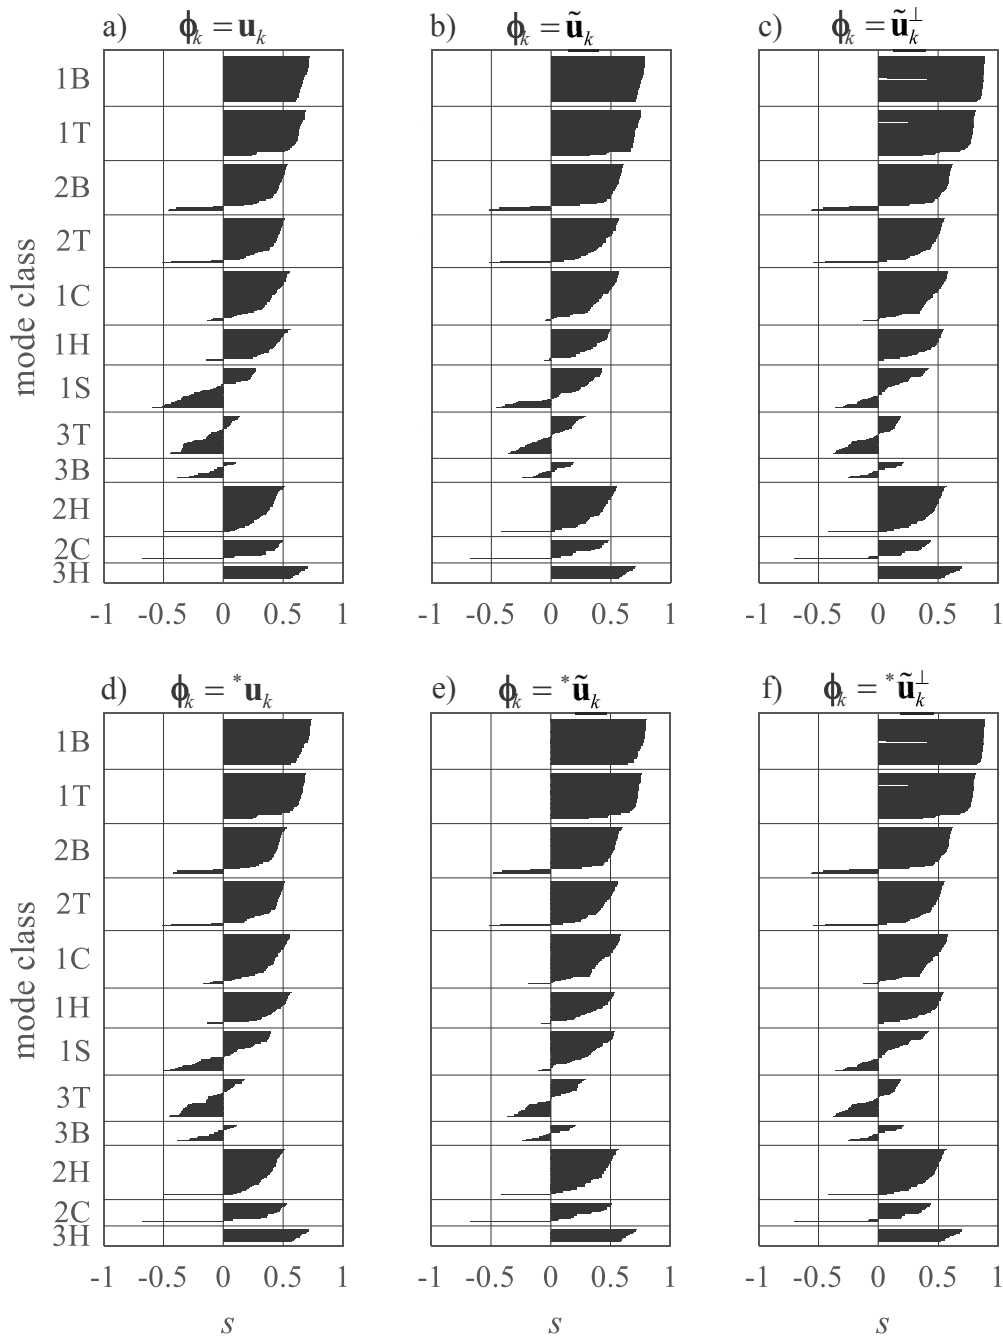 a) ϕₖ = uₖ b) ϕₖ = ũₖ c) ϕₖ = ũₖ^⊥
mode class
1B
1T
2B
2T
1C
1H
1S
3T
3B
2H
2C
3H
-1 -0.5 0 0.5 1 -1 -0.5 0 0.5 1 -1 -0.5 0 0.5 1
d) ϕₖ = *uₖ e) ϕₖ = *ũₖ f) ϕₖ = *ũₖ^⊥
mode class
1B
1T
2B
2T
1C
1H
1S
3T
3B
2H
2C
3H
-1 -0.5 0 0.5 1 -1 -0.5 0 0.5 1 -1 -0.5 0 0.5 1
s s s